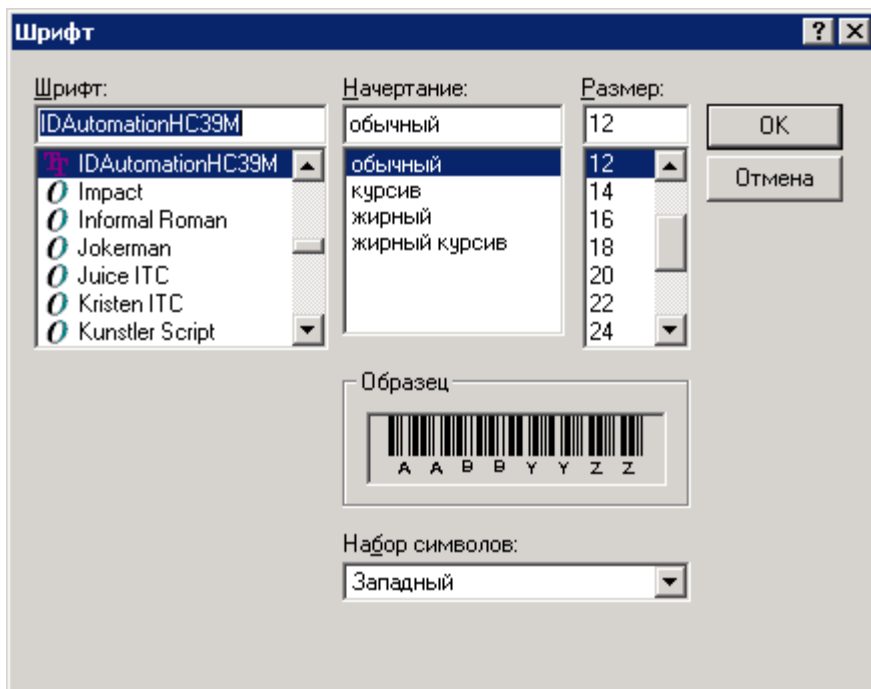 Шрифт
Шрифт:
IDAutomationHC39M
IDAutomationHC39M
Impact
Informal Roman
Jokerman
Juice ITC
Kristen ITC
Kunstler Script
Начертание:
обычный
обычный
курсив
жирный
жирный курсив
Размер:
12
12
14
16
18
20
22
24
OK
Отмена
Образец
A A B B Y Y Z Z
Набор символов:
Западный